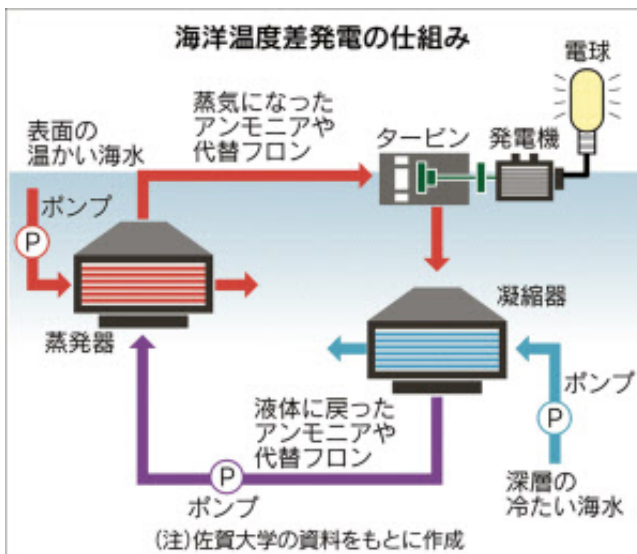 海洋温度差発電の仕組み
電球
蒸気になった
アンモニアや
代替フロン
タービン
発電機
表面の
温かい海水
ポンプ
P
蒸発器
凝縮器
液体に戻った
アンモニアや
代替フロン
P
ポンプ
ポンプ
P
深層の
冷たい海水
(注)佐賀大学の資料をもとに作成